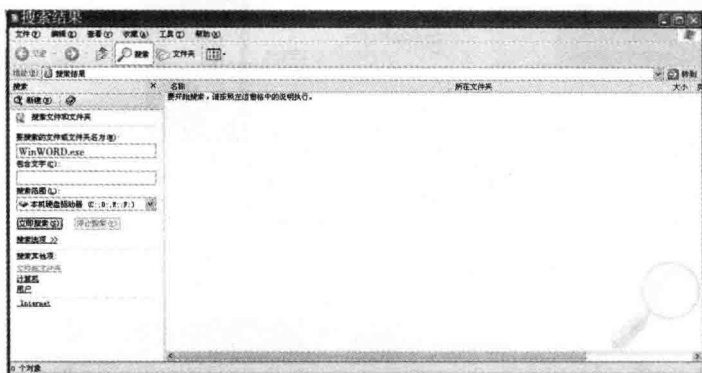 搜索结果
文件(F) 编辑(E) 查看(V) 收藏(A) 工具(T) 帮助(H)
搜索 文件夹
地址(D) 搜索结果 转到
搜索 ×
新建(N)
搜索文件和文件夹
要搜索的文件或文件夹名为(M):
WinWORD.exe
包含文字(C):
搜索范围(L):
本机硬盘驱动器 (C:;D:;E:;F:)
立即搜索(S) 停止搜索(P)
搜索选项 >>
搜索其他项:
文件或文件夹
计算机
用户
Internet
名称 所在文件夹 大小
要开始搜索，请按照左边窗格中的说明执行。
0 个对象